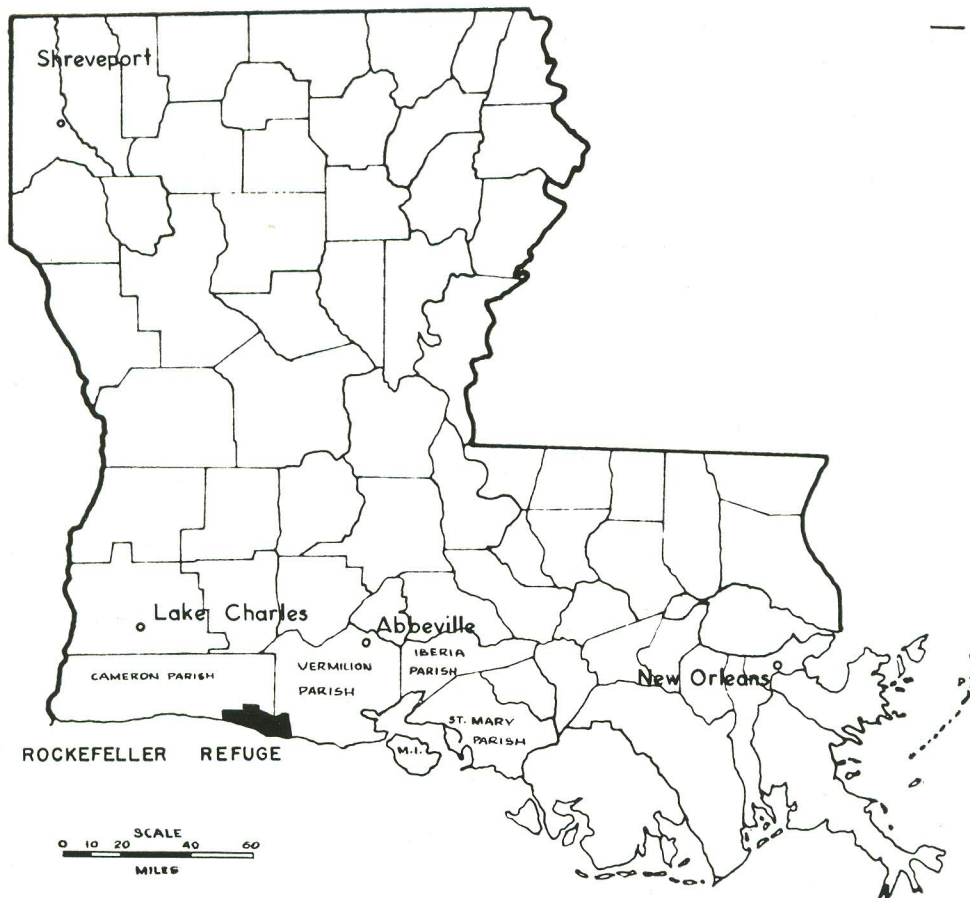 Shreveport
Lake Charles
Abbeville
IBERIA
PARISH
VERMILION
PARISH
CAMERON PARISH
New Orleans
ST. MARY
PARISH
M.I.
ROCKEFELLER REFUGE
SCALE
0 10 20 40 60
MILES